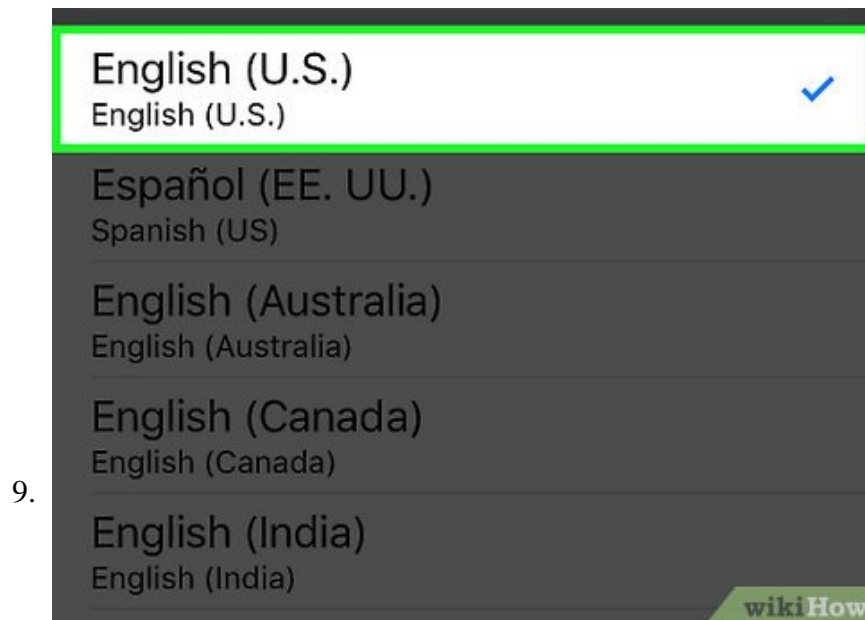 English (U.S.)
English (U.S.)
Español (EE. UU.)
Spanish (US)
English (Australia)
English (Australia)
English (Canada)
English (Canada)
9.
English (India)
English (India)
wikiHow